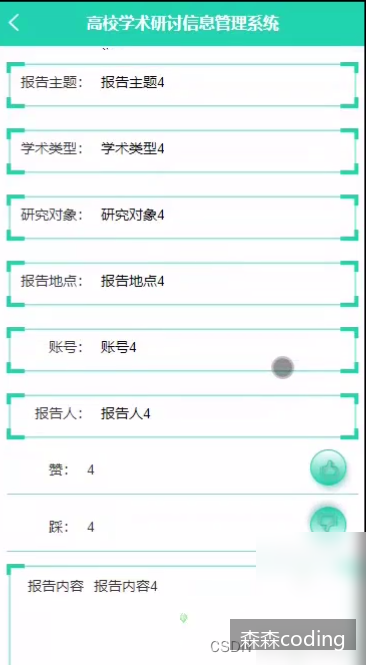 高校学术研讨信息管理系统
报告主题： 报告主题4
学术类型： 学术类型4
研究对象： 研究对象4
报告地点： 报告地点4
账号： 账号4
报告人： 报告人4
赞： 4
踩： 4
报告内容 报告内容4
CSDN
森森coding